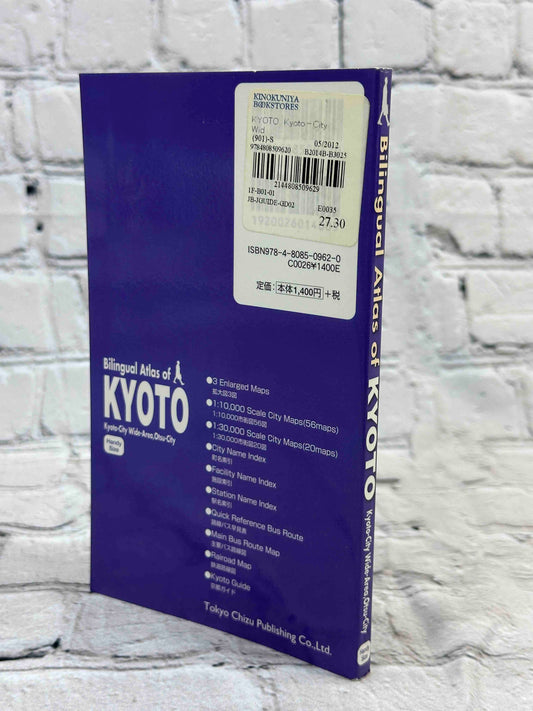 KINOKUNIYA
BOOKSTORES
KYOTO, Kyoto-City
Wid
(901)-S 05/2012
9784808509620 B2014B-B3025
2144808509629
1F-B01-01
JB-JGUIDE-GD02 E0035
27.30
ISBN978-4-8085-0962-0
C0026¥1400E
定価: 本体1,400円 +税
Bilingual Atlas of
KYOTO
Kyoto-City Wide-Area,Otsu-City
Handy
Size
●3 Enlarged Maps
拡大図3図
●1:10,000 Scale City Maps(56maps)
1:10,000市街図56図
●1:30,000 Scale City Maps(20maps)
1:30,000市街図20図
●City Name Index
町名索引
●Facility Name Index
施設索引
●Station Name Index
駅名索引
●Quick Reference Bus Route
路線バス早見表
●Main Bus Route Map
主要バス路線図
●Rairoad Map
鉄道路線図
●Kyoto Guide
京都ガイド
Tokyo Chizu Publishing Co.,Ltd.
Bilingual Atlas of KYOTO
Kyoto-City Wide-Area,Otsu-City
Handy
Size